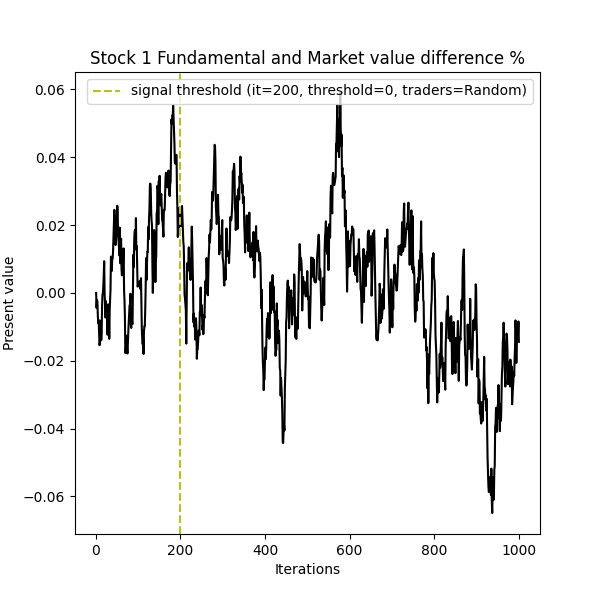 Stock 1 Fundamental and Market value difference %
signal threshold (it=200, threshold=0, traders=Random)
0.06
0.04
0.02
0.00
−0.02
−0.04
−0.06
Present value
0 200 400 600 800 1000
Iterations